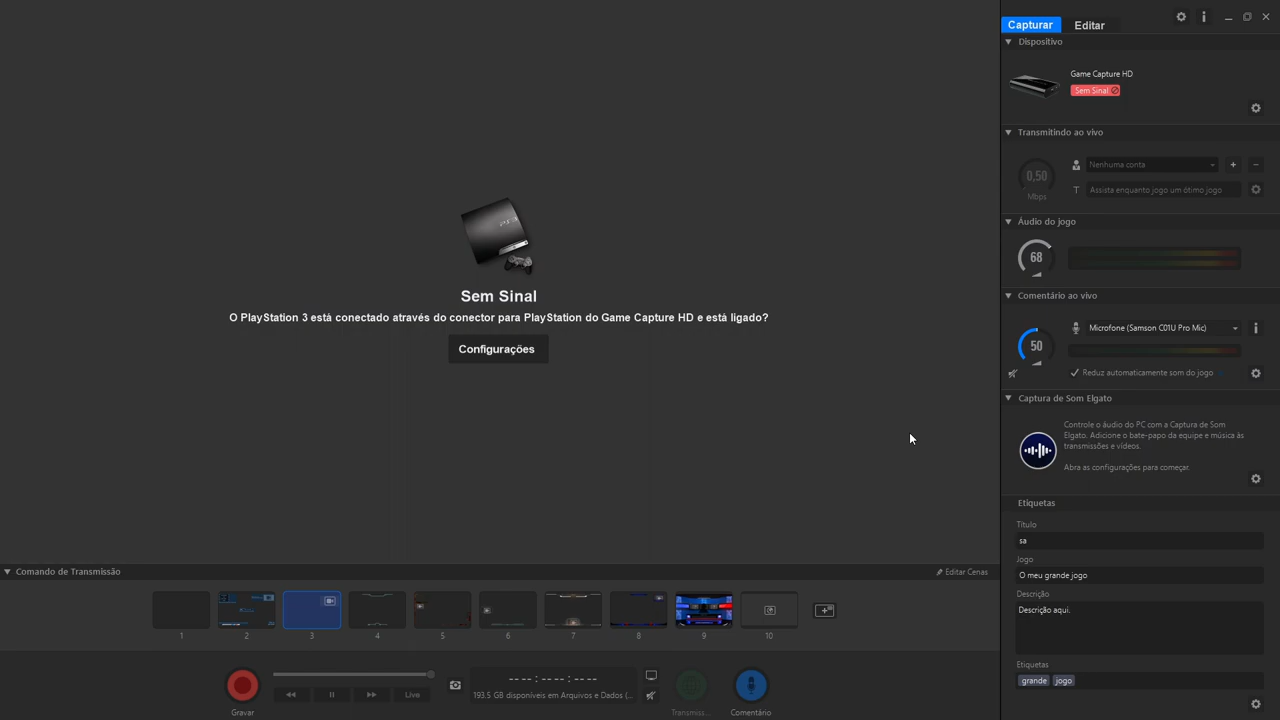 Capturar
Editar
Dispositivo
Game Capture HD
Sem Sinal
Transmitindo ao vivo
0,50
Mbps
Nenhuma conta
T
Assista enquanto jogo um ótimo jogo
Áudio do jogo
68
Comentário ao vivo
50
Microfone (Samson C01U Pro Mic)
Reduz automaticamente som do jogo
Captura de Som Elgato
Controle o áudio do PC com a Captura de Som
Elgato. Adicione o bate-papo da equipe e música às
transmissões e vídeos.
Abra as configurações para começar.
Etiquetas
Título
sa
Jogo
O meu grande jogo
Descrição
Descrição aqui.
Etiquetas
grande jogo
PS3
Sem Sinal
O PlayStation 3 está conectado através do conector para PlayStation do Game Capture HD e está ligado?
Configurações
Comando de Transmissão
Editar Cenas
1 2 3 4 5 6 7 8 9 10
Gravar
Live
-- -- : -- -- : -- --
193.5 GB disponíveis em Arquivos e Dados (...
Transmiss...
Comentário